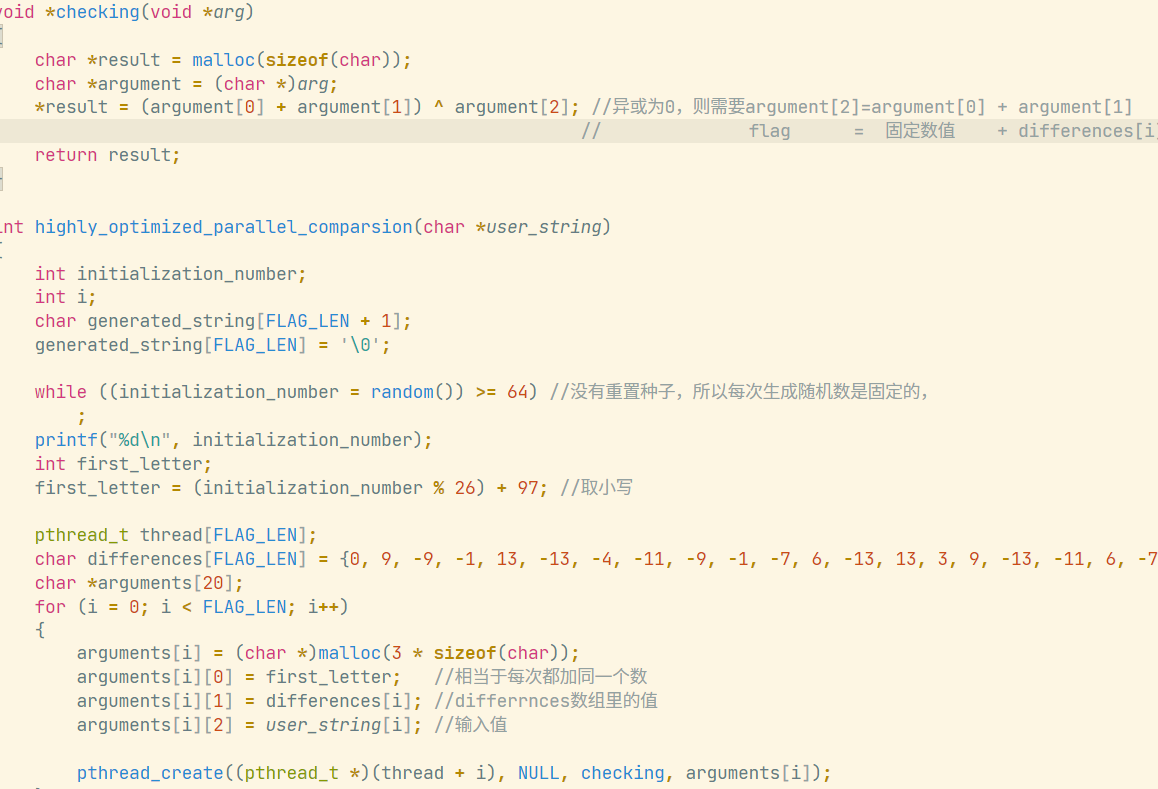 void *checking(void *arg)
{
char *result = malloc(sizeof(char));
char *argument = (char *)arg;
*result = (argument[0] + argument[1]) ^ argument[2]; //异或为0，则需要argument[2]=argument[0] + argument[1]
// flag = 固定数值 + differences[i]
return result;
}
int highly_optimized_parallel_comparsion(char *user_string)
{
int initialization_number;
int i;
char generated_string[FLAG_LEN + 1];
generated_string[FLAG_LEN] = '\0';
while ((initialization_number = random()) >= 64) //没有重置种子，所以每次生成随机数是固定的，
;
printf("%d\n", initialization_number);
int first_letter;
first_letter = (initialization_number % 26) + 97; //取小写
pthread_t thread[FLAG_LEN];
char differences[FLAG_LEN] = {0, 9, -9, -1, 13, -13, -4, -11, -9, -1, -7, 6, -13, 13, 3, 9, -13, -11, 6, -7
char *arguments[20];
for (i = 0; i < FLAG_LEN; i++)
{
arguments[i] = (char *)malloc(3 * sizeof(char));
arguments[i][0] = first_letter; //相当于每次都加同一个数
arguments[i][1] = differences[i]; //differrnces数组里的值
arguments[i][2] = user_string[i]; //输入值
pthread_create((pthread_t *)(thread + i), NULL, checking, arguments[i]);